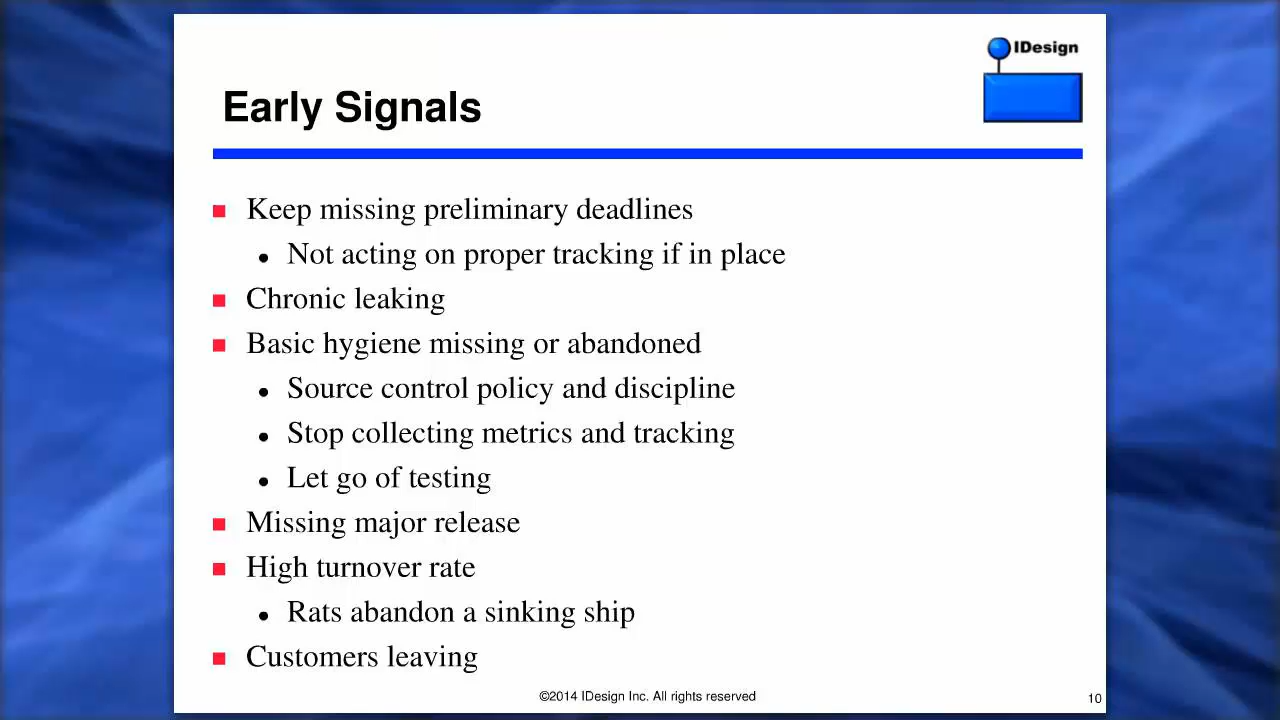 IDesign
Early Signals
Keep missing preliminary deadlines
Not acting on proper tracking if in place
Chronic leaking
Basic hygiene missing or abandoned
Source control policy and discipline
Stop collecting metrics and tracking
Let go of testing
Missing major release
High turnover rate
Rats abandon a sinking ship
Customers leaving
©2014 IDesign Inc. All rights reserved
10